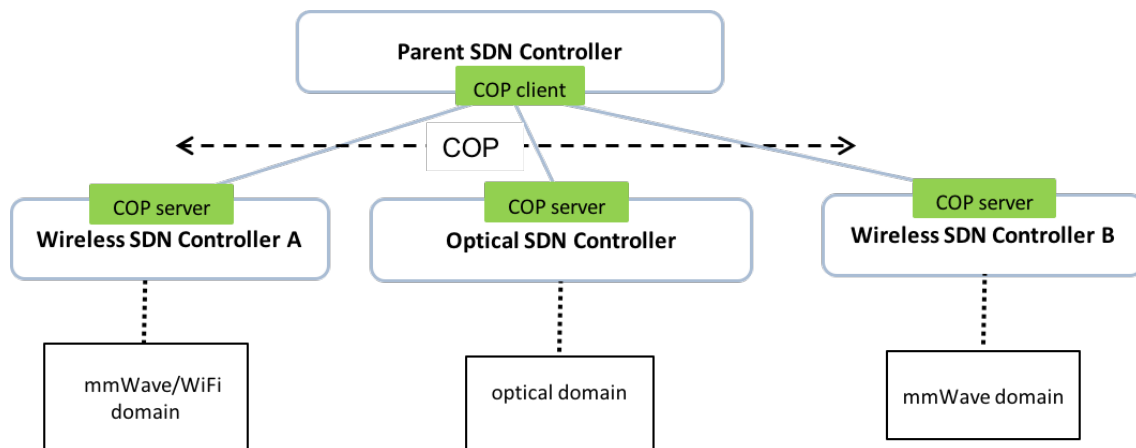 Parent SDN Controller
COP client
COP
COP server
Wireless SDN Controller A
COP server
Optical SDN Controller
COP server
Wireless SDN Controller B
mmWave/WiFi
domain
optical domain
mmWave domain